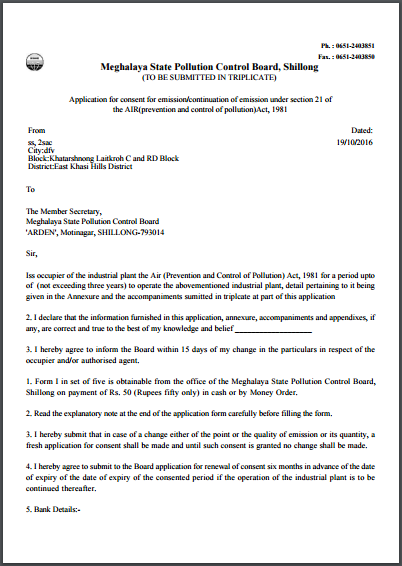 Ph. : 0651-2403851
Fax. : 0651-2403850
Meghalaya State Pollution Control Board, Shillong
(TO BE SUBMITTED IN TRIPLICATE)
Application for consent for emission/continuation of emission under section 21 of
the AIR(prevention and control of pollution)Act, 1981
From
Dated:
ss, 2sac
19/10/2016
City:dfv
Block:Khatarshnong Laitkroh C and RD Block
District:East Khasi Hills District
To
The Member Secretary,
Meghalaya State Pollution Control Board
'ARDEN', Motinagar, SHILLONG-793014
Sir,
Iss occupier of the industrial plant the Air (Prevention and Control of Pollution) Act, 1981 for a period upto
of (not exceeding three years) to operate the abovementioned industrial plant, detail pertaining to it being
given in the Annexure and the accompaniments sumitted in triplcate at part of this application
2. I declare that the information furnished in this application, annexure, accompaniments and appendixes, if
any, are correct and true to the best of my knowledge and belief ____________________
3. I hereby agree to inform the Board within 15 days of my change in the particulars in respect of the
occupier and/or authorised agent.
1. Form I in set of five is obtainable from the office of the Meghalaya State Pollution Control Board,
Shillong on payment of Rs. 50 (Rupees fifty only) in cash or by Money Order.
2. Read the explanatory note at the end of the application form carefully before filling the form.
3. I hereby submit that in case of a change either of the point or the quality of emission or its quantity, a
fresh application for consent shall be made and until such consent is granted no change shall be made.
4. I hereby agree to submit to the Board application for renewal of consent six months in advance of the date
of expiry of the date of expiry of the consented period if the operation of the industrial plant is to be
continued thereafter.
5. Bank Details:-